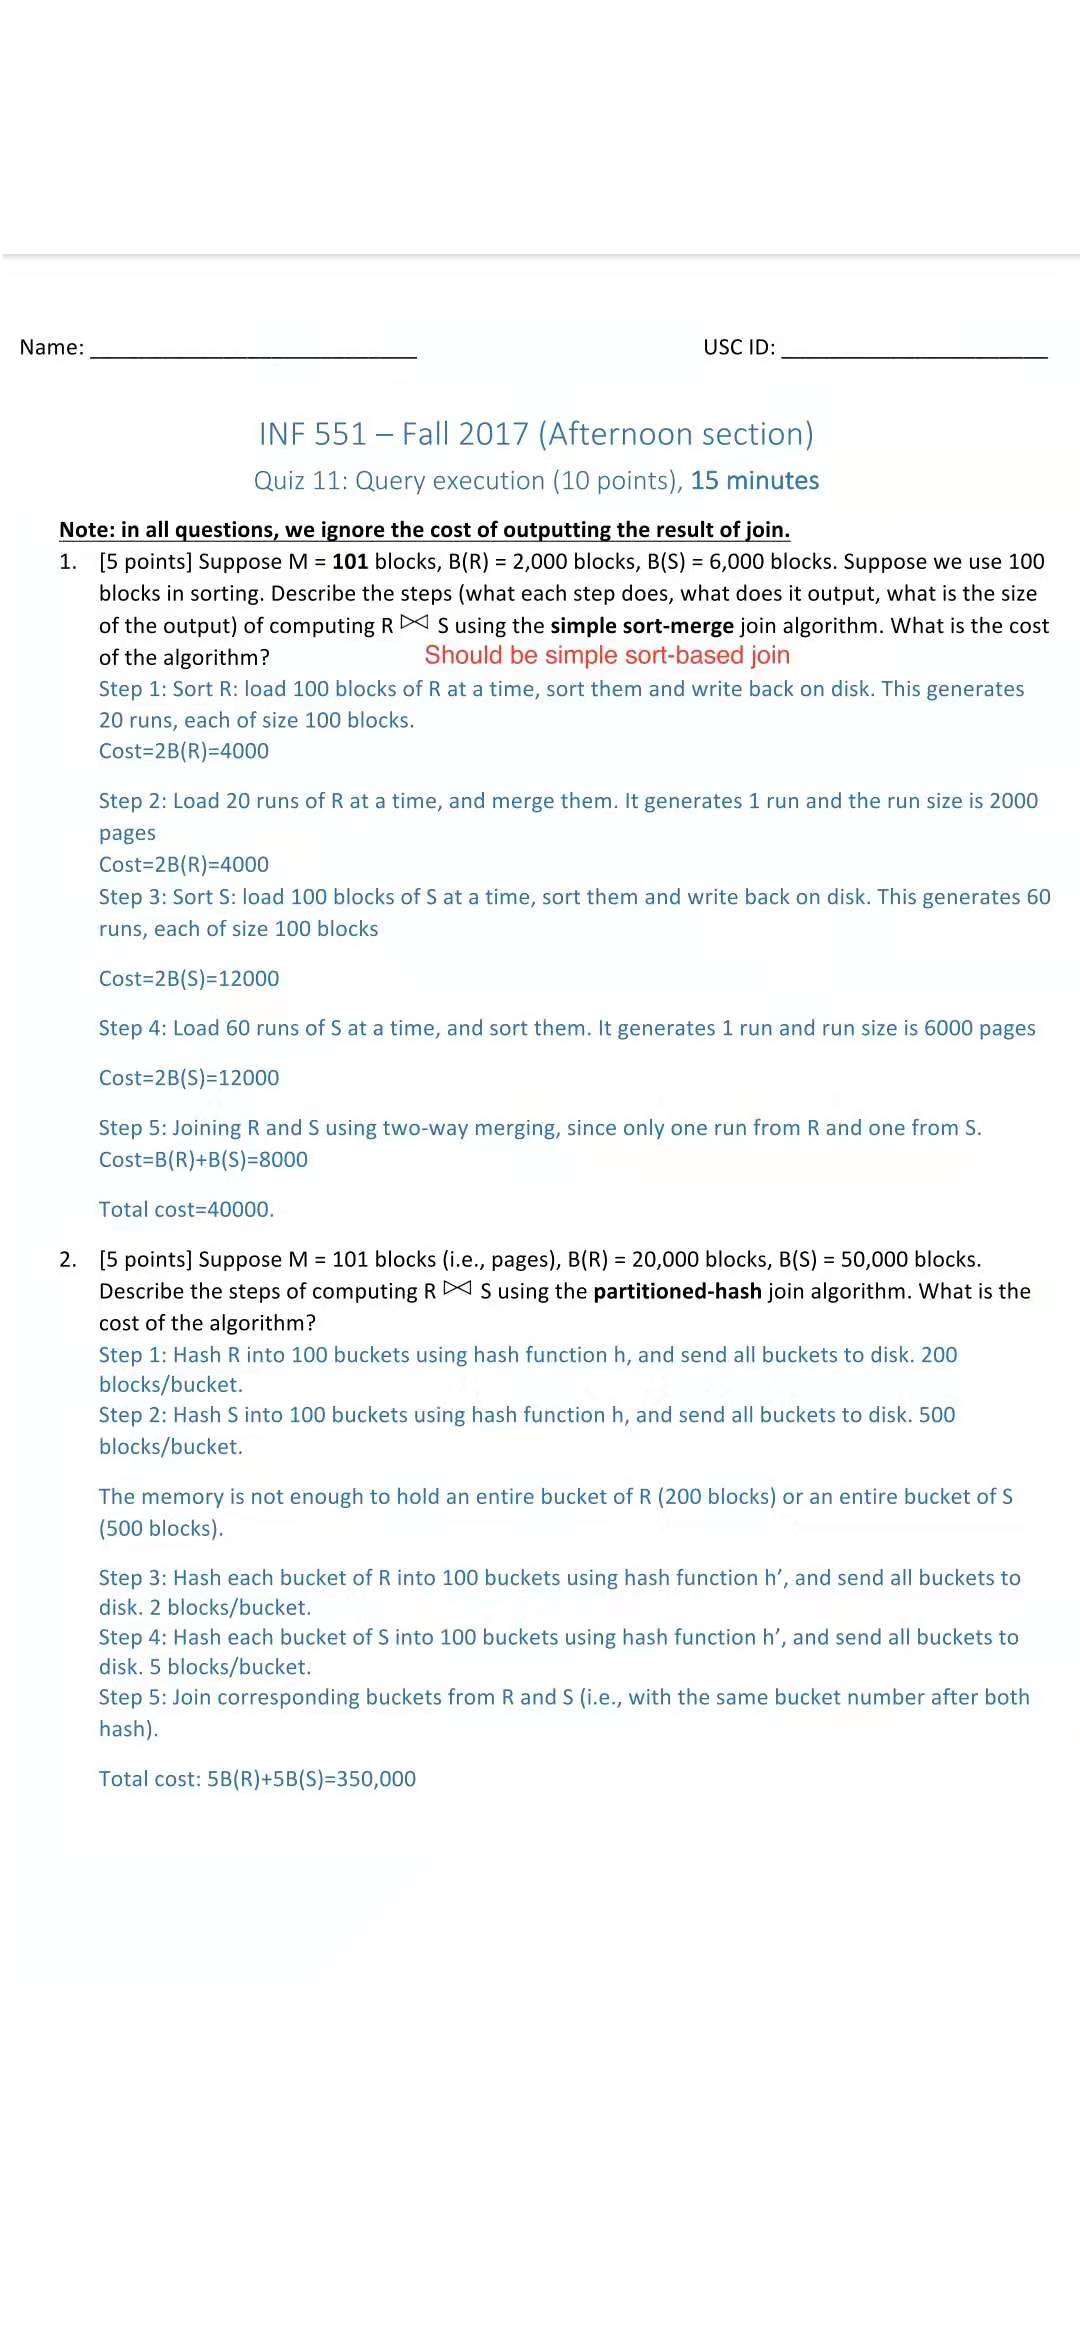 Name: ____________________ USC ID: ____________________
INF 551 – Fall 2017 (Afternoon section)
Quiz 11: Query execution (10 points), 15 minutes
Note: in all questions, we ignore the cost of outputting the result of join.
1. [5 points] Suppose M = 101 blocks, B(R) = 2,000 blocks, B(S) = 6,000 blocks. Suppose we use 100
blocks in sorting. Describe the steps (what each step does, what does it output, what is the size
of the output) of computing R ⋈ S using the simple sort-merge join algorithm. What is the cost
of the algorithm? Should be simple sort-based join
Step 1: Sort R: load 100 blocks of R at a time, sort them and write back on disk. This generates
20 runs, each of size 100 blocks.
Cost=2B(R)=4000
Step 2: Load 20 runs of R at a time, and merge them. It generates 1 run and the run size is 2000
pages
Cost=2B(R)=4000
Step 3: Sort S: load 100 blocks of S at a time, sort them and write back on disk. This generates 60
runs, each of size 100 blocks
Cost=2B(S)=12000
Step 4: Load 60 runs of S at a time, and sort them. It generates 1 run and run size is 6000 pages
Cost=2B(S)=12000
Step 5: Joining R and S using two-way merging, since only one run from R and one from S.
Cost=B(R)+B(S)=8000
Total cost=40000.
2. [5 points] Suppose M = 101 blocks (i.e., pages), B(R) = 20,000 blocks, B(S) = 50,000 blocks.
Describe the steps of computing R ⋈ S using the partitioned-hash join algorithm. What is the
cost of the algorithm?
Step 1: Hash R into 100 buckets using hash function h, and send all buckets to disk. 200
blocks/bucket.
Step 2: Hash S into 100 buckets using hash function h, and send all buckets to disk. 500
blocks/bucket.
The memory is not enough to hold an entire bucket of R (200 blocks) or an entire bucket of S
(500 blocks).
Step 3: Hash each bucket of R into 100 buckets using hash function h’, and send all buckets to
disk. 2 blocks/bucket.
Step 4: Hash each bucket of S into 100 buckets using hash function h’, and send all buckets to
disk. 5 blocks/bucket.
Step 5: Join corresponding buckets from R and S (i.e., with the same bucket number after both
hash).
Total cost: 5B(R)+5B(S)=350,000